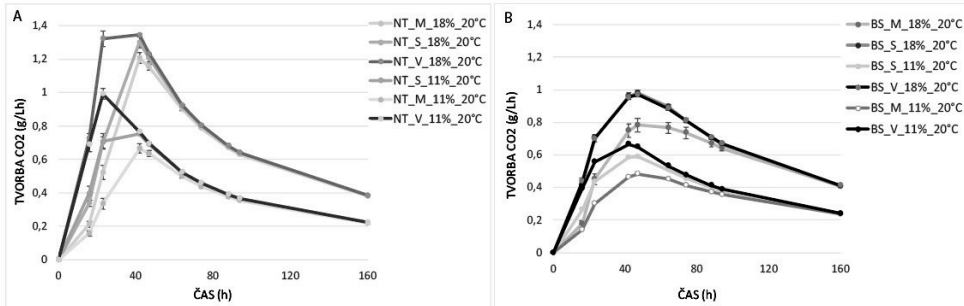 A
TVORBA CO2 (g/Lh)
1,4
1,2
1
0,8
0,6
0,4
0,2
0
0
40
80
120
160
ČAS (h)
NT_M_18%_20°C
NT_S_18%_20°C
NT_V_18%_20°C
NT_S_11%_20°C
NT_M_11%_20°C
NT_V_11%_20°C
B
TVORBA CO2 (g/Lh)
1,4
1,2
1
0,8
0,6
0,4
0,2
0
0
40
80
120
160
ČAS (h)
BS_M_18%_20°C
BS_S_18%_20°C
BS_S_11%_20°C
BS_V_18%_20°C
BS_M_11%_20°C
BS_V_11%_20°C